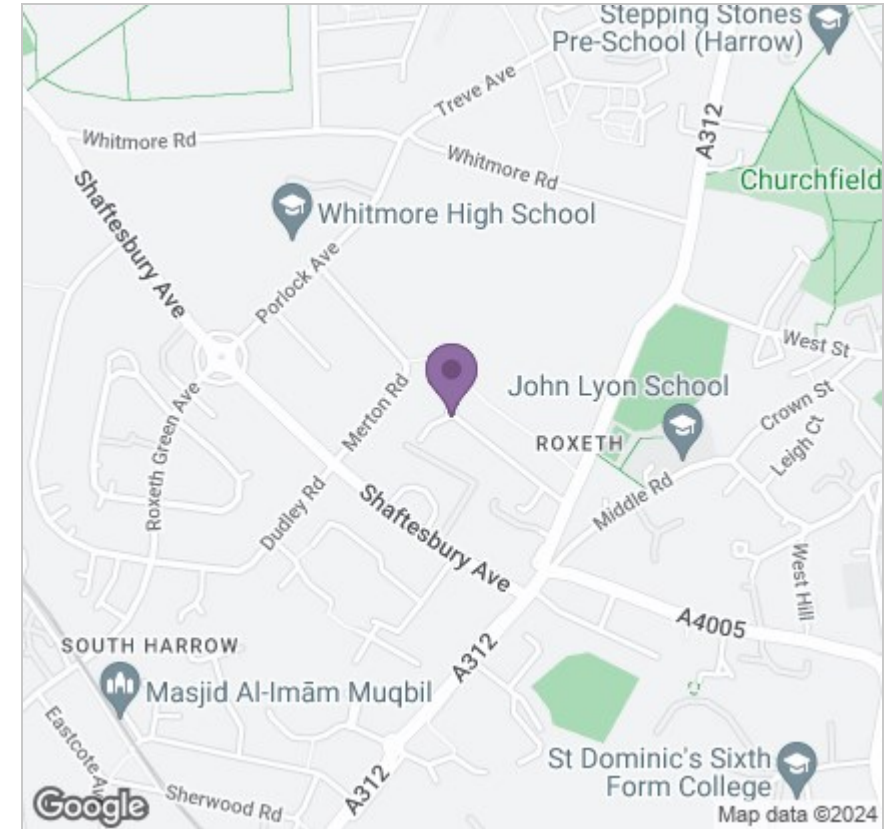 Stepping Stones
Pre-School (Harrow)
Treve Ave
A312
Whitmore Rd
Whitmore Rd
Churchfield
Shaftesbury Ave
Whitmore High School
Porlock Ave
West St
John Lyon School
Crown St
Merton Rd
ROXETH
Leigh Ct
Roxeth Green Ave
Middle Rd
Dudley Rd
Shaftesbury Ave
West Hill
A4005
SOUTH HARROW
A312
Masjid Al-Imām Muqbil
Eastcote Av
St Dominic's Sixth
Form College
Sherwood Rd
A312
Google
Map data ©2024